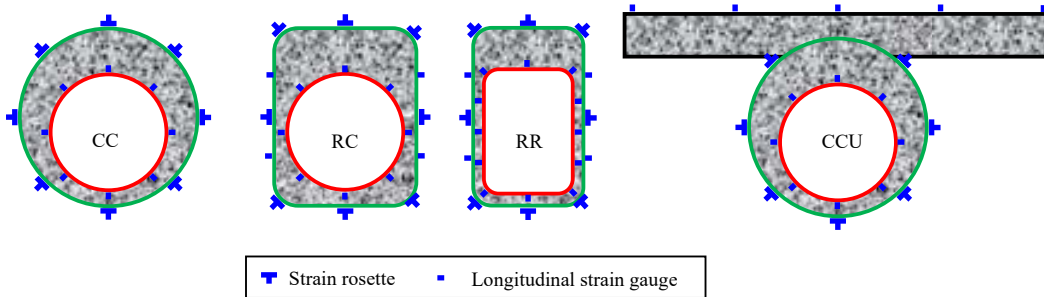 CC
RC
RR
CCU
Strain rosette
Longitudinal strain gauge